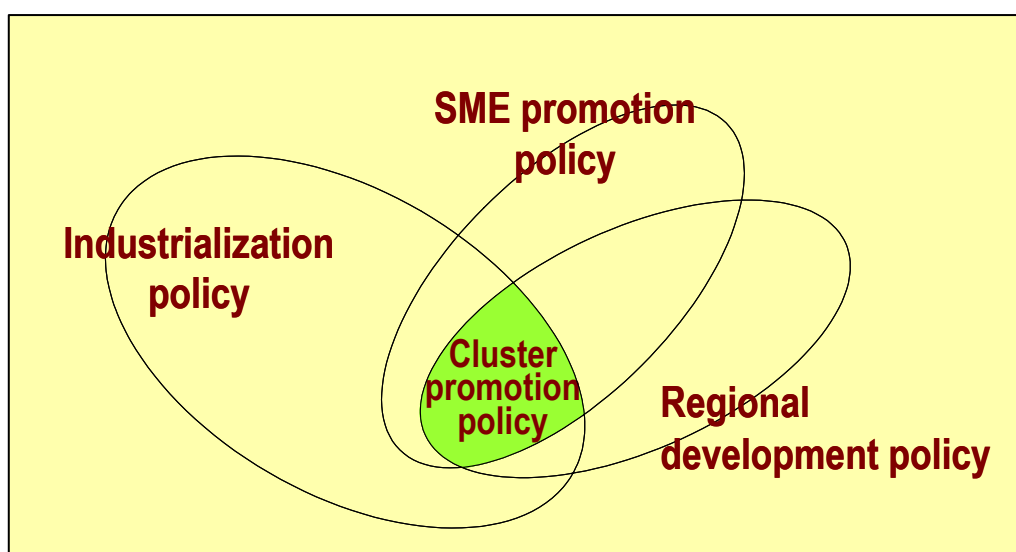 SME promotion
policy
Industrialization
policy
Cluster
promotion
policy
Regional
development policy